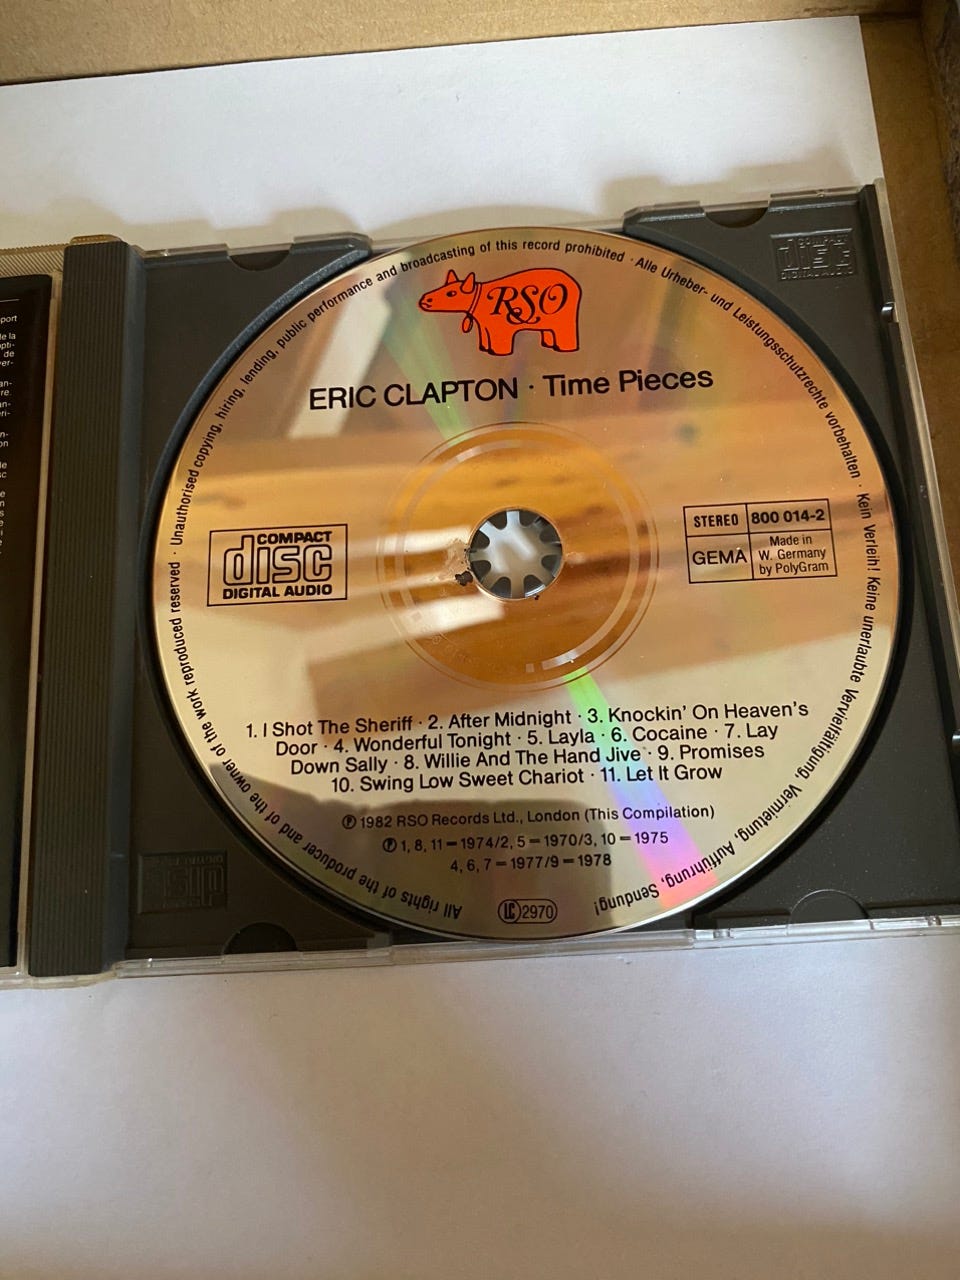 All rights of the producer and of the owner of the work reproduced reserved · Unauthorised copying, hiring, lending, public performance and broadcasting of this record prohibited · Alle Urheber- und Leistungsschutzrechte vorbehalten · Kein Verleih! Keine unerlaubte Vervielfältigung, Vermietung, Aufführung, Sendung!
RSO
ERIC CLAPTON · Time Pieces
COMPACT
disc
DIGITAL AUDIO
STEREO 800 014-2
GEMA Made in
W. Germany
by PolyGram
1. I Shot The Sheriff · 2. After Midnight · 3. Knockin' On Heaven's
Door · 4. Wonderful Tonight · 5. Layla · 6. Cocaine · 7. Lay
Down Sally · 8. Willie And The Hand Jive · 9. Promises
10. Swing Low Sweet Chariot · 11. Let It Grow
℗ 1982 RSO Records Ltd., London (This Compilation)
℗ 1, 8, 11 – 1974/2, 5 – 1970/3, 10 – 1975
4, 6, 7 – 1977/9 – 1978
LC 2970
COMPACT
disc
DIGITAL AUDIO